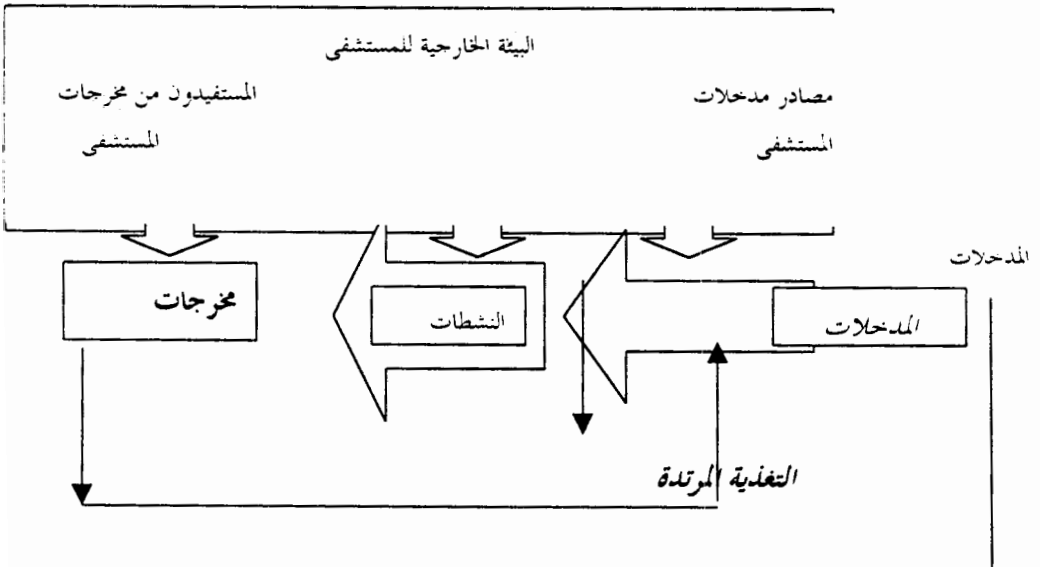 البيئة الخارجية للمستشفى
مصادر مدخلات
المستشفى
المستفيدون من مخرجات
المستشفى
المدخلات
المدخلات
النشطات
مخرجات
التغذية المرتدة